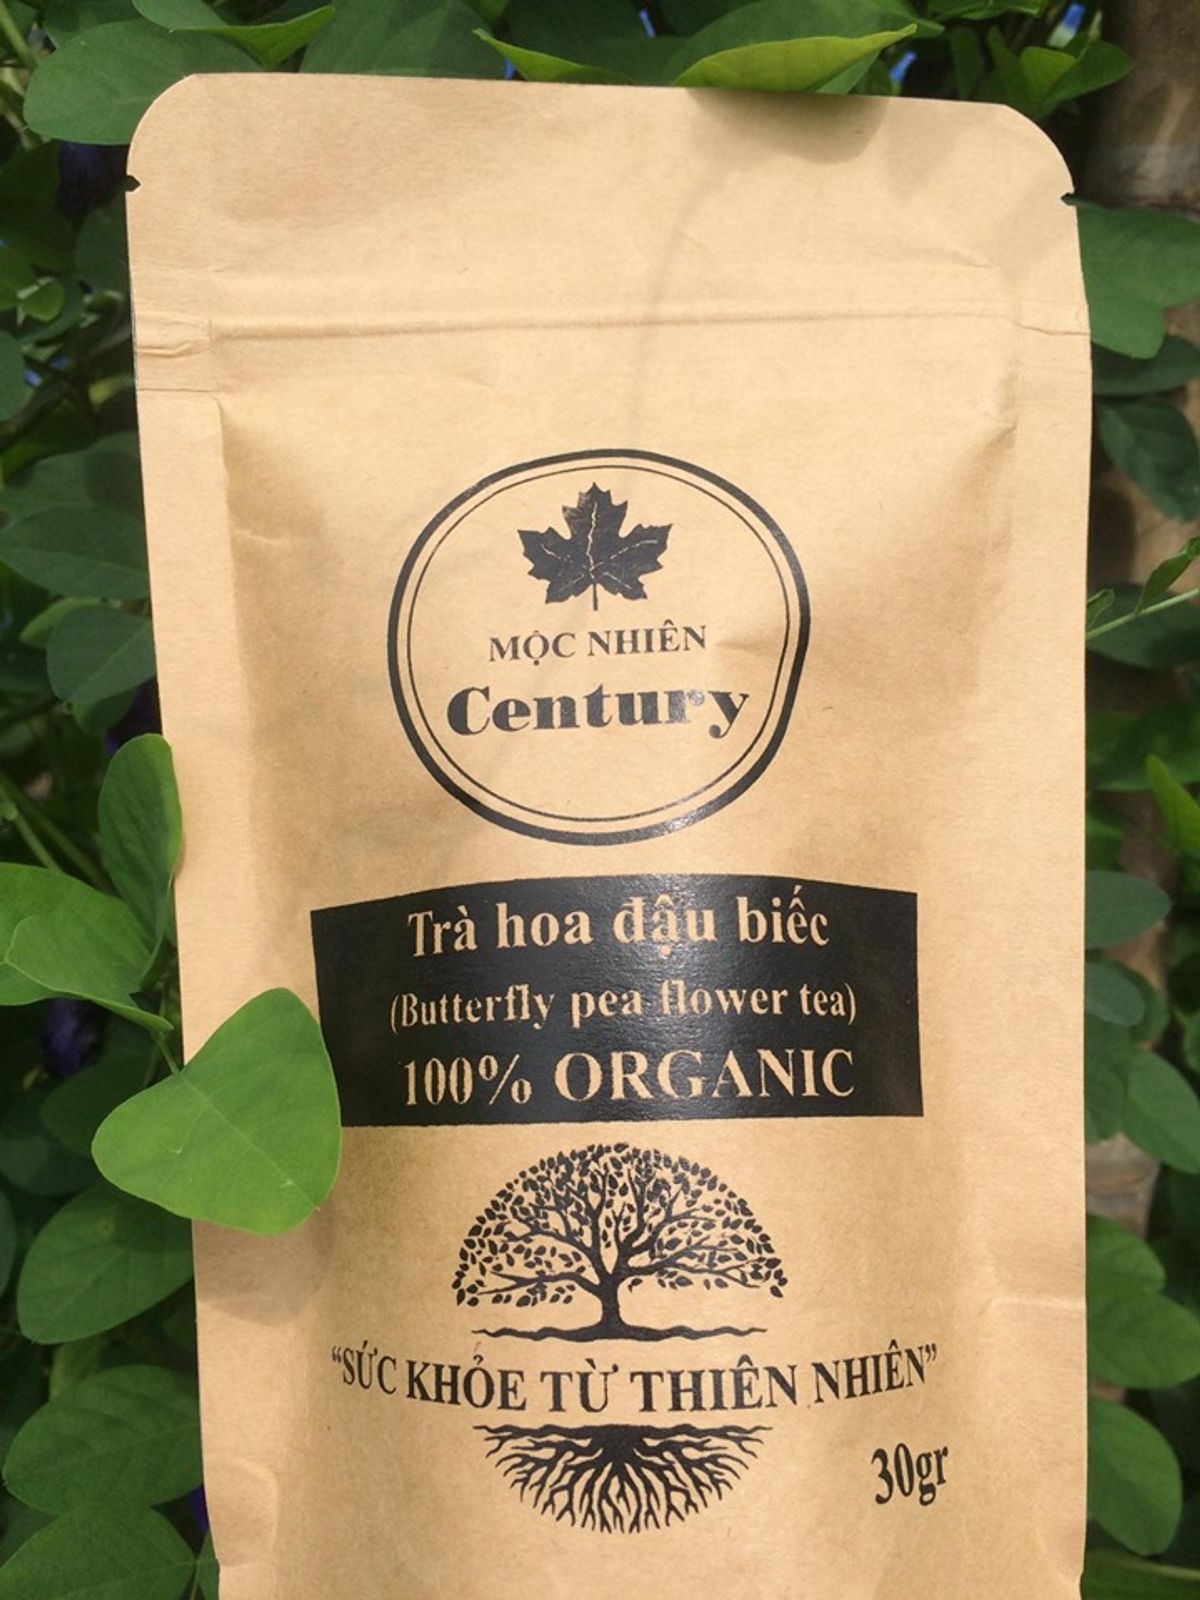 MỘC NHIÊN
Century
Trà hoa đậu biếc
(Butterfly pea flower tea)
100% ORGANIC
“SỨC KHỎE TỪ THIÊN NHIÊN”
30gr